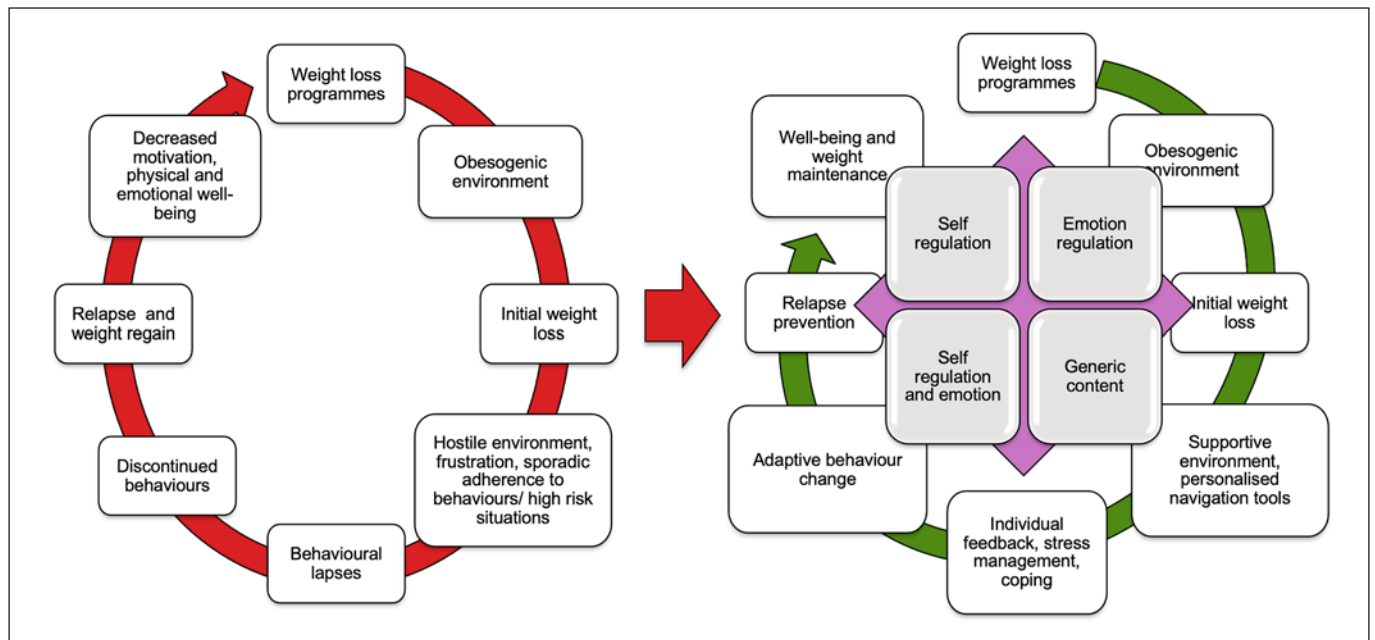 Weight loss
programmes
Obesogenic
environment
Initial weight
loss
Hostile environment,
frustration, sporadic
adherence to
behaviours/ high risk
situations
Behavioural
lapses
Discontinued
behaviours
Relapse and
weight regain
Decreased
motivation,
physical and
emotional well-
being
Weight loss
programmes
Obesogenic
environment
Initial weight
loss
Supportive
environment,
personalised
navigation tools
Individual
feedback, stress
management,
coping
Adaptive behaviour
change
Relapse
prevention
Well-being and
weight
maintenance
Self
regulation
Emotion
regulation
Self
regulation
and emotion
Generic
content